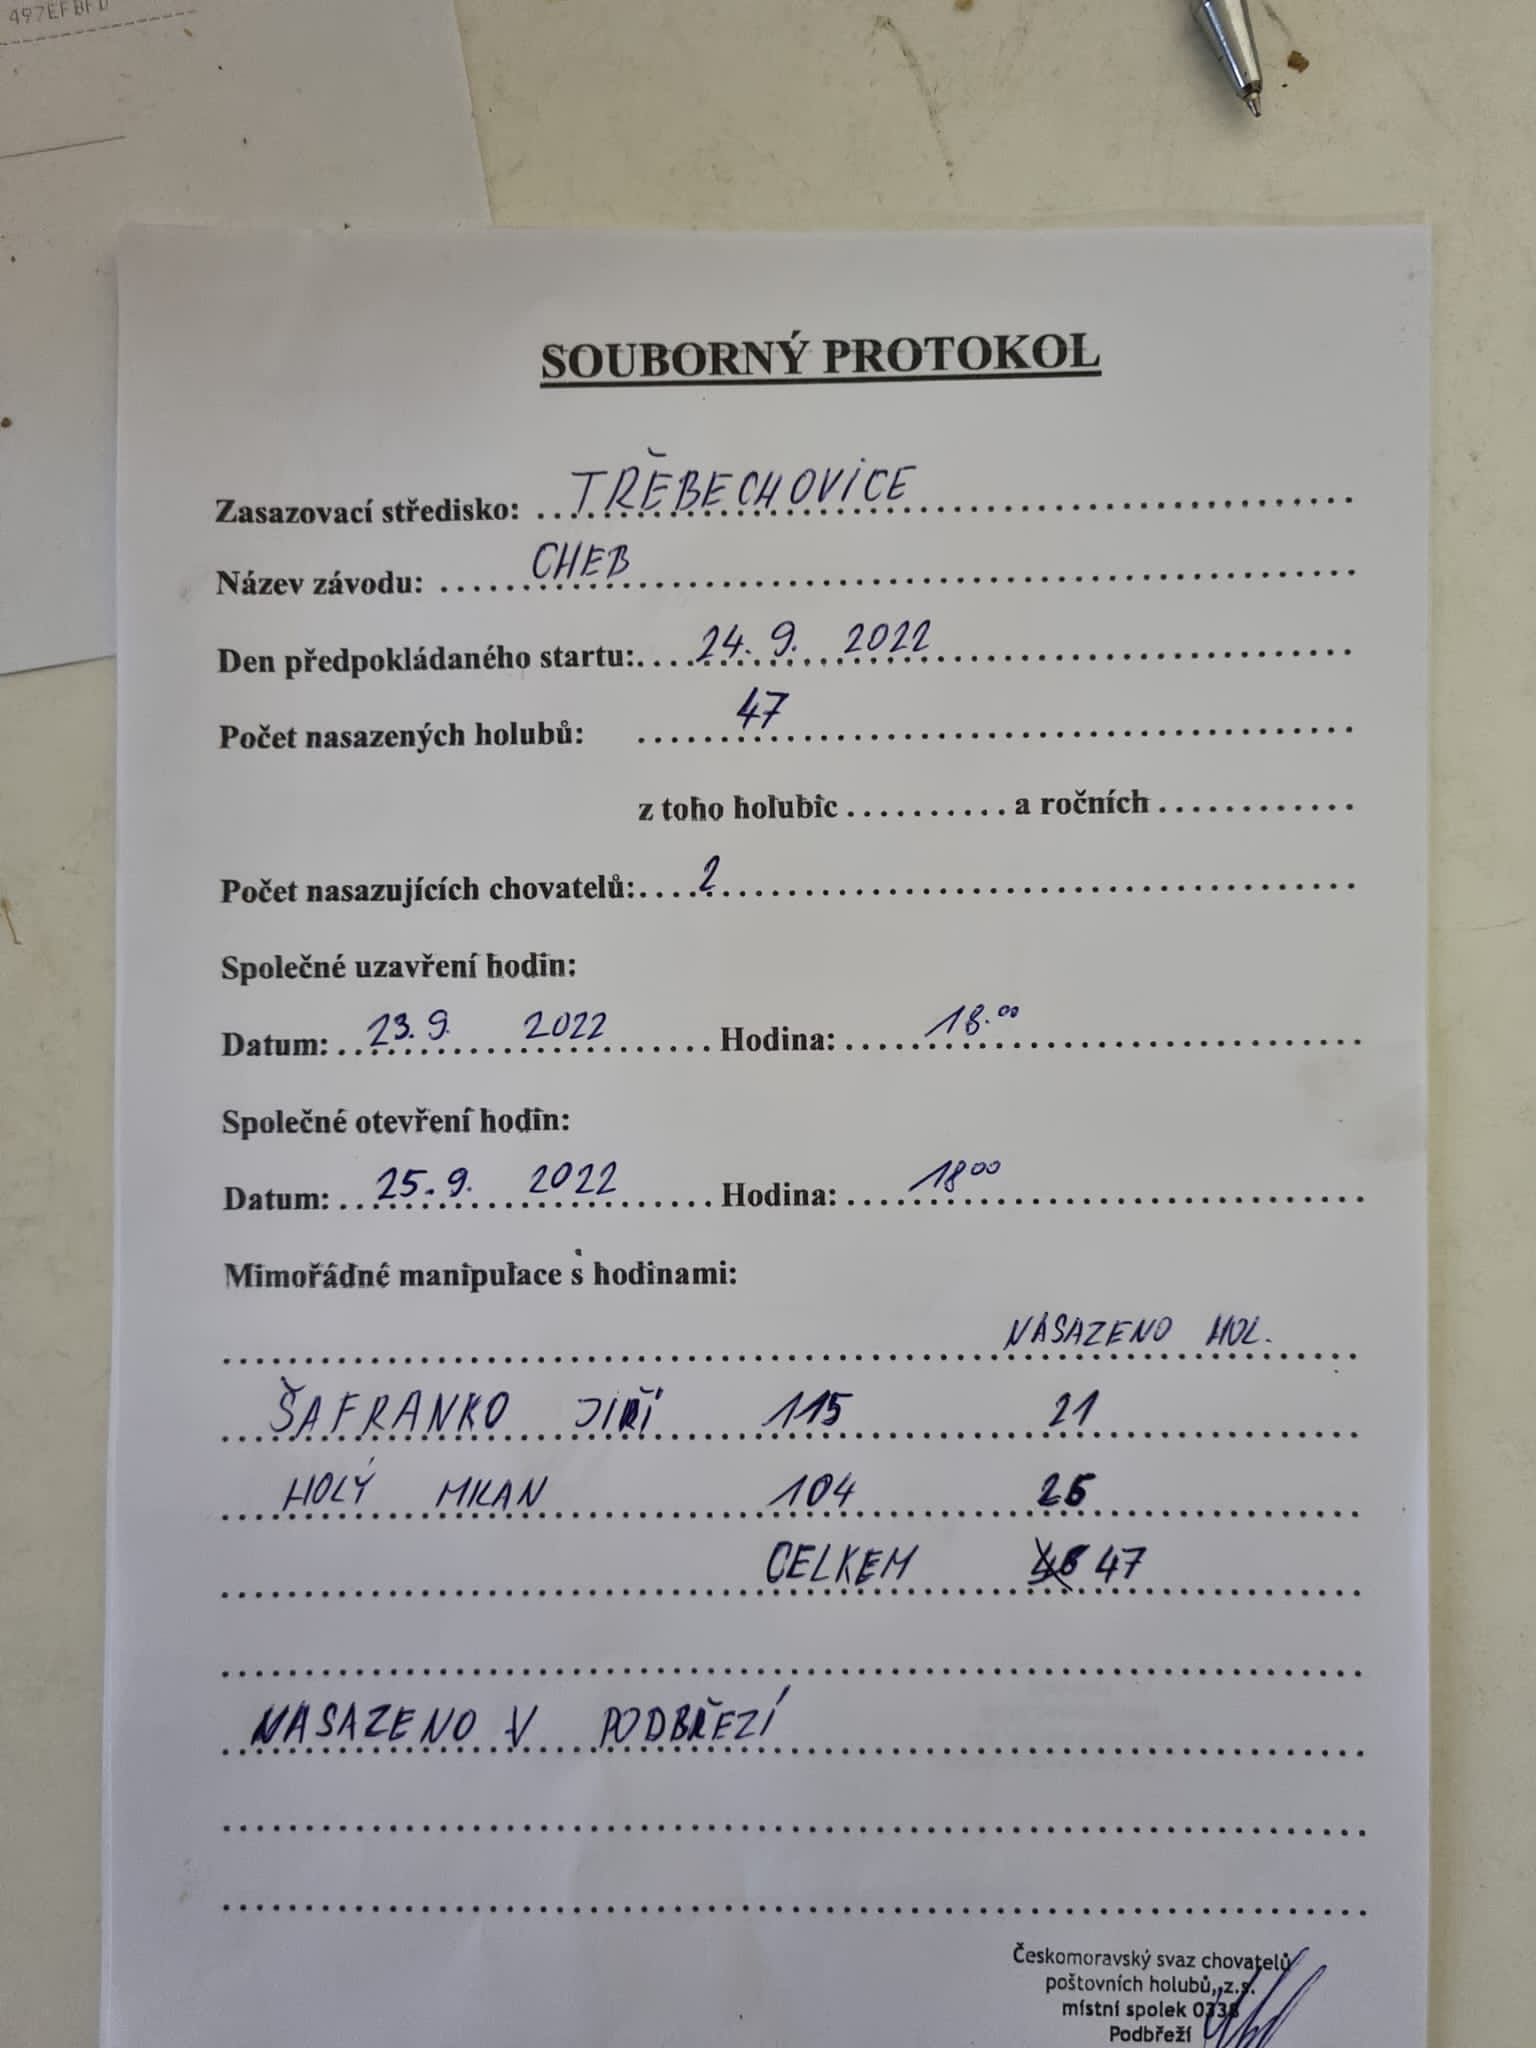 497EFBFD
SOUBORNÝ PROTOKOL
Zasazovací středisko: TŘEBECHOVICE
Název závodu: CHEB
Den předpokládaného startu: 24. 9. 2022
Počet nasazených holubů: 47
z toho holubic .......... a ročních ............
Počet nasazujících chovatelů: 2
Společné uzavření hodin:
Datum: 23. 9. 2022 Hodina: 18.00
Společné otevření hodin:
Datum: 25. 9. 2022 Hodina: 18 00
Mimořádné manipulace s hodinami:
NASAZENO HOL.
ŠAFRANKO JIŘÍ 115 21
HOLÝ MILAN 104 26
CELKEM 47
NASAZENO V PODBŘEZÍ
Českomoravský svaz chovatelů
poštovních holubů, z.s.
místní spolek 0338
Podbřeží